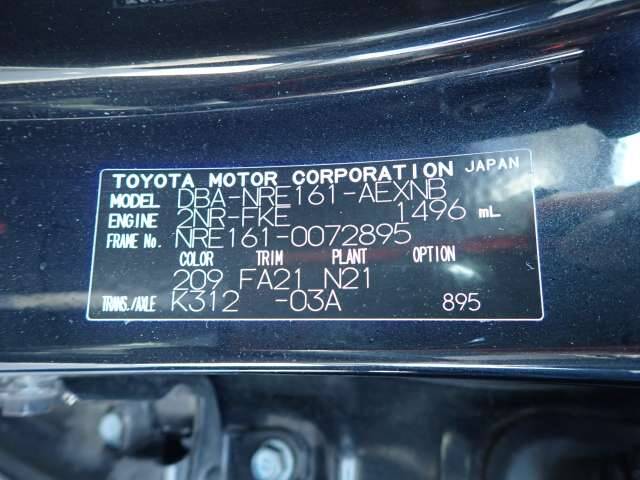 TOYOTA MOTOR CORPORATION JAPAN
MODEL DBA-NRE161-AEXNB
ENGINE 2NR-FKE 1496 mL
FRAME No. NRE161-0072895
COLOR TRIM PLANT OPTION
209 FA21 N21
TRANS./AXLE K312 -03A 895